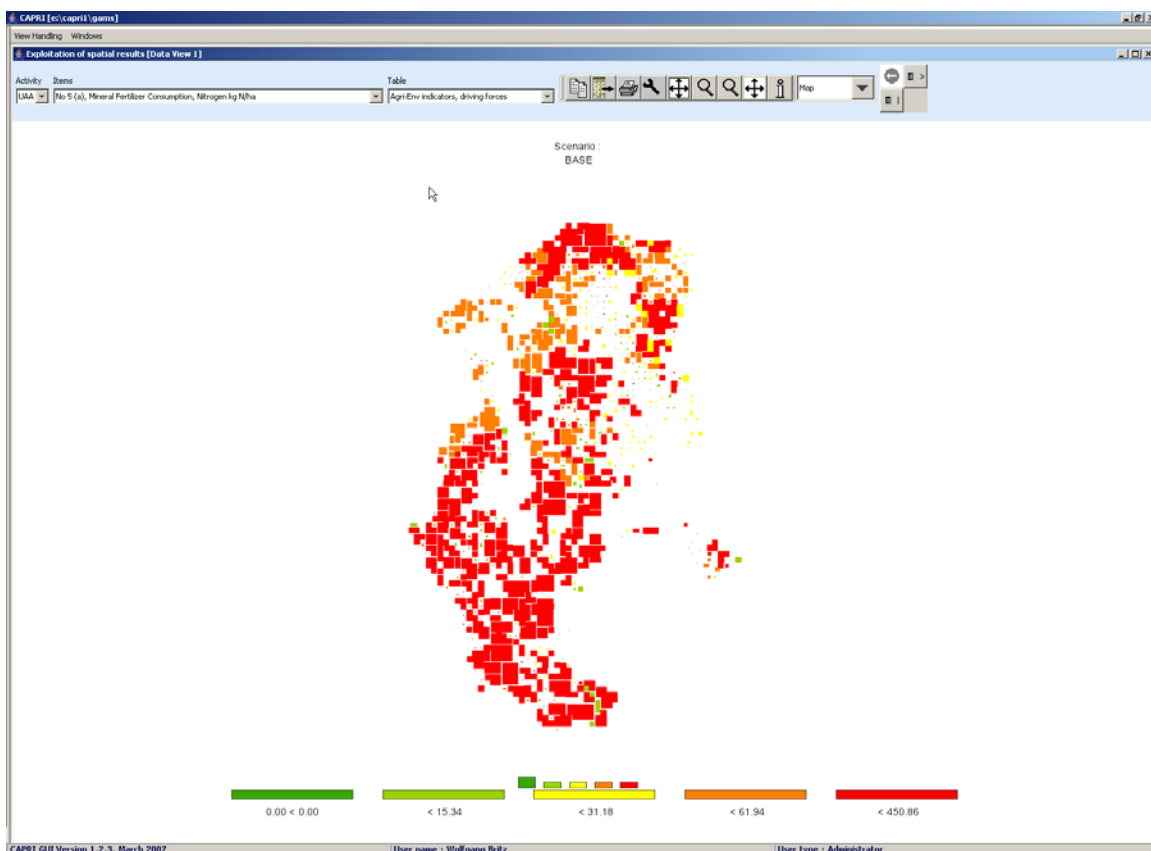 CAPRI [e:\capri1\gams]
View Handling Windows
Exploitation of spatial results [Data View 1]
Activity Items Table
UAA No 5 (a), Mineral Fertilizer Consumption, Nitrogen kg N/ha Agri-Env indicators, driving forces Map
Scenario :
BASE
0.00 < 0.00 < 15.34 < 31.18 < 61.94 < 450.86
CAPRI GUI Version 1.2.3, March 2007 User name : Wolfgang Britz User type : Administrator